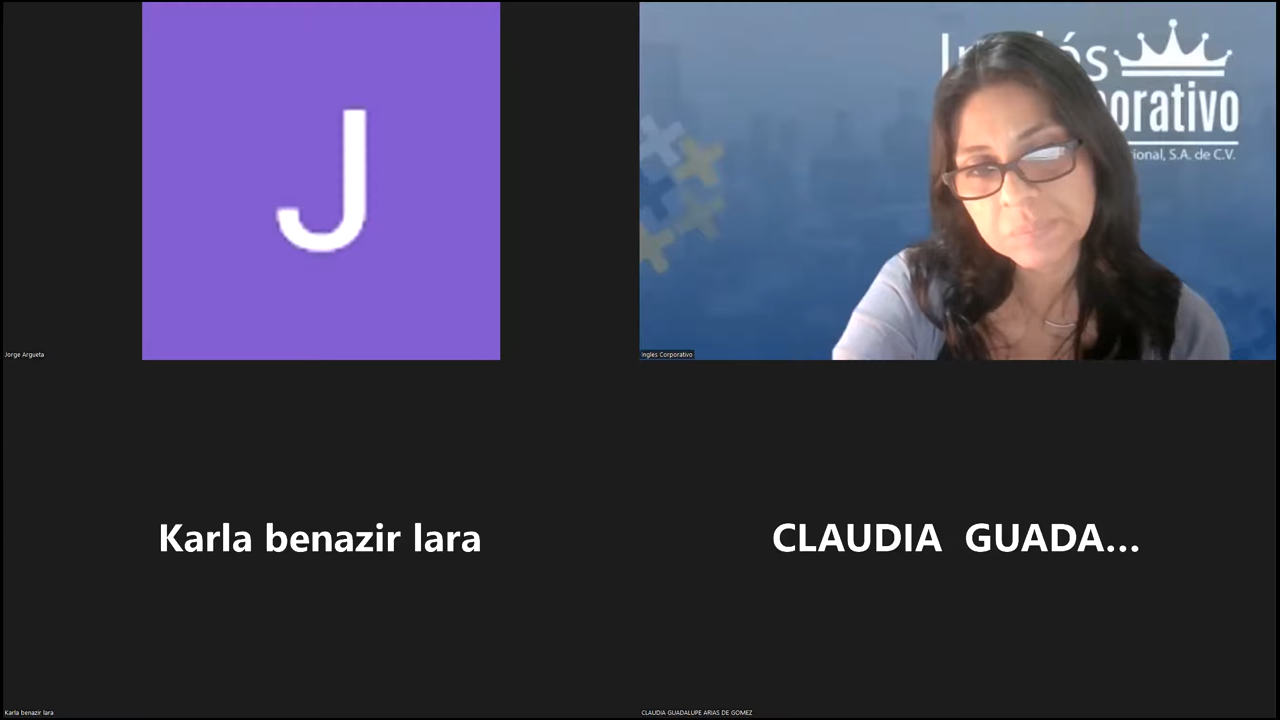 J
Inglés
porativo
ional, S.A. de C.V.
Jorge Argueta
Ingles Corporativo
Karla benazir lara
CLAUDIA GUADA...
Karla benazir lara
CLAUDIA GUADALUPE ARIAS DE GOMEZ